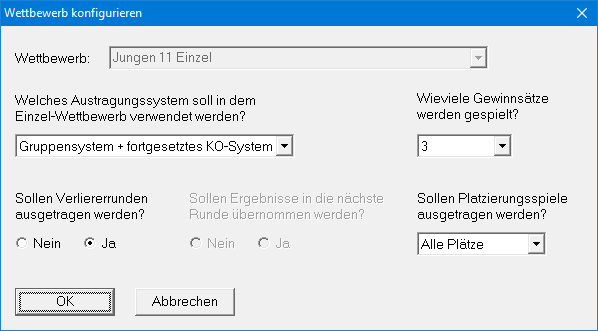 Wettbewerb konfigurieren
Wettbewerb: Jungen 11 Einzel
Welches Austragungssystem soll in dem
Einzel-Wettbewerb verwendet werden?
Gruppensystem + fortgesetztes KO-System
Wieviele Gewinnsätze
werden gespielt?
3
Sollen Verliererrunden
ausgetragen werden?
Nein Ja
Sollen Ergebnisse in die nächste
Runde übernommen werden?
Nein Ja
Sollen Platzierungsspiele
ausgetragen werden?
Alle Plätze
OK Abbrechen